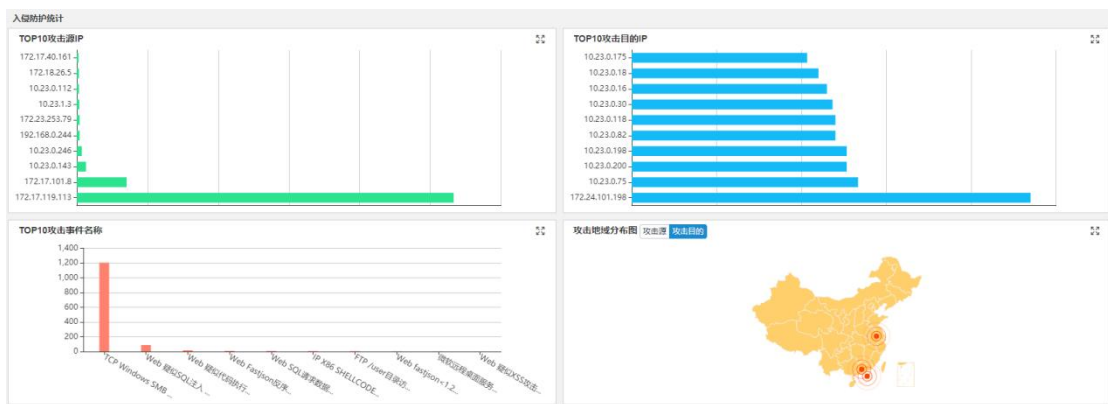 入侵防护统计
TOP10攻击源IP
172.17.40.161
172.18.26.5
10.23.0.112
10.23.1.3
172.23.253.79
192.168.0.244
10.23.0.246
10.23.0.143
172.17.101.8
172.17.119.113
TOP10攻击目的IP
10.23.0.175
10.23.0.18
10.23.0.16
10.23.0.30
10.23.0.118
10.23.0.82
10.23.0.198
10.23.0.200
10.23.0.75
172.24.101.198
TOP10攻击事件名称
1,400
1,200
1,000
800
600
400
200
0
TCP Windows SMB ...
Web 疑似SQL注入 ...
Web 疑似代码执行...
Web Fastjson反序...
Web SQL请求数据...
IP X86 SHELLCODE...
FTP /user目录访...
Web fastjson<1.2...
微软远程桌面服务...
Web 疑似XSS攻击...
攻击地域分布图 攻击源 攻击目的